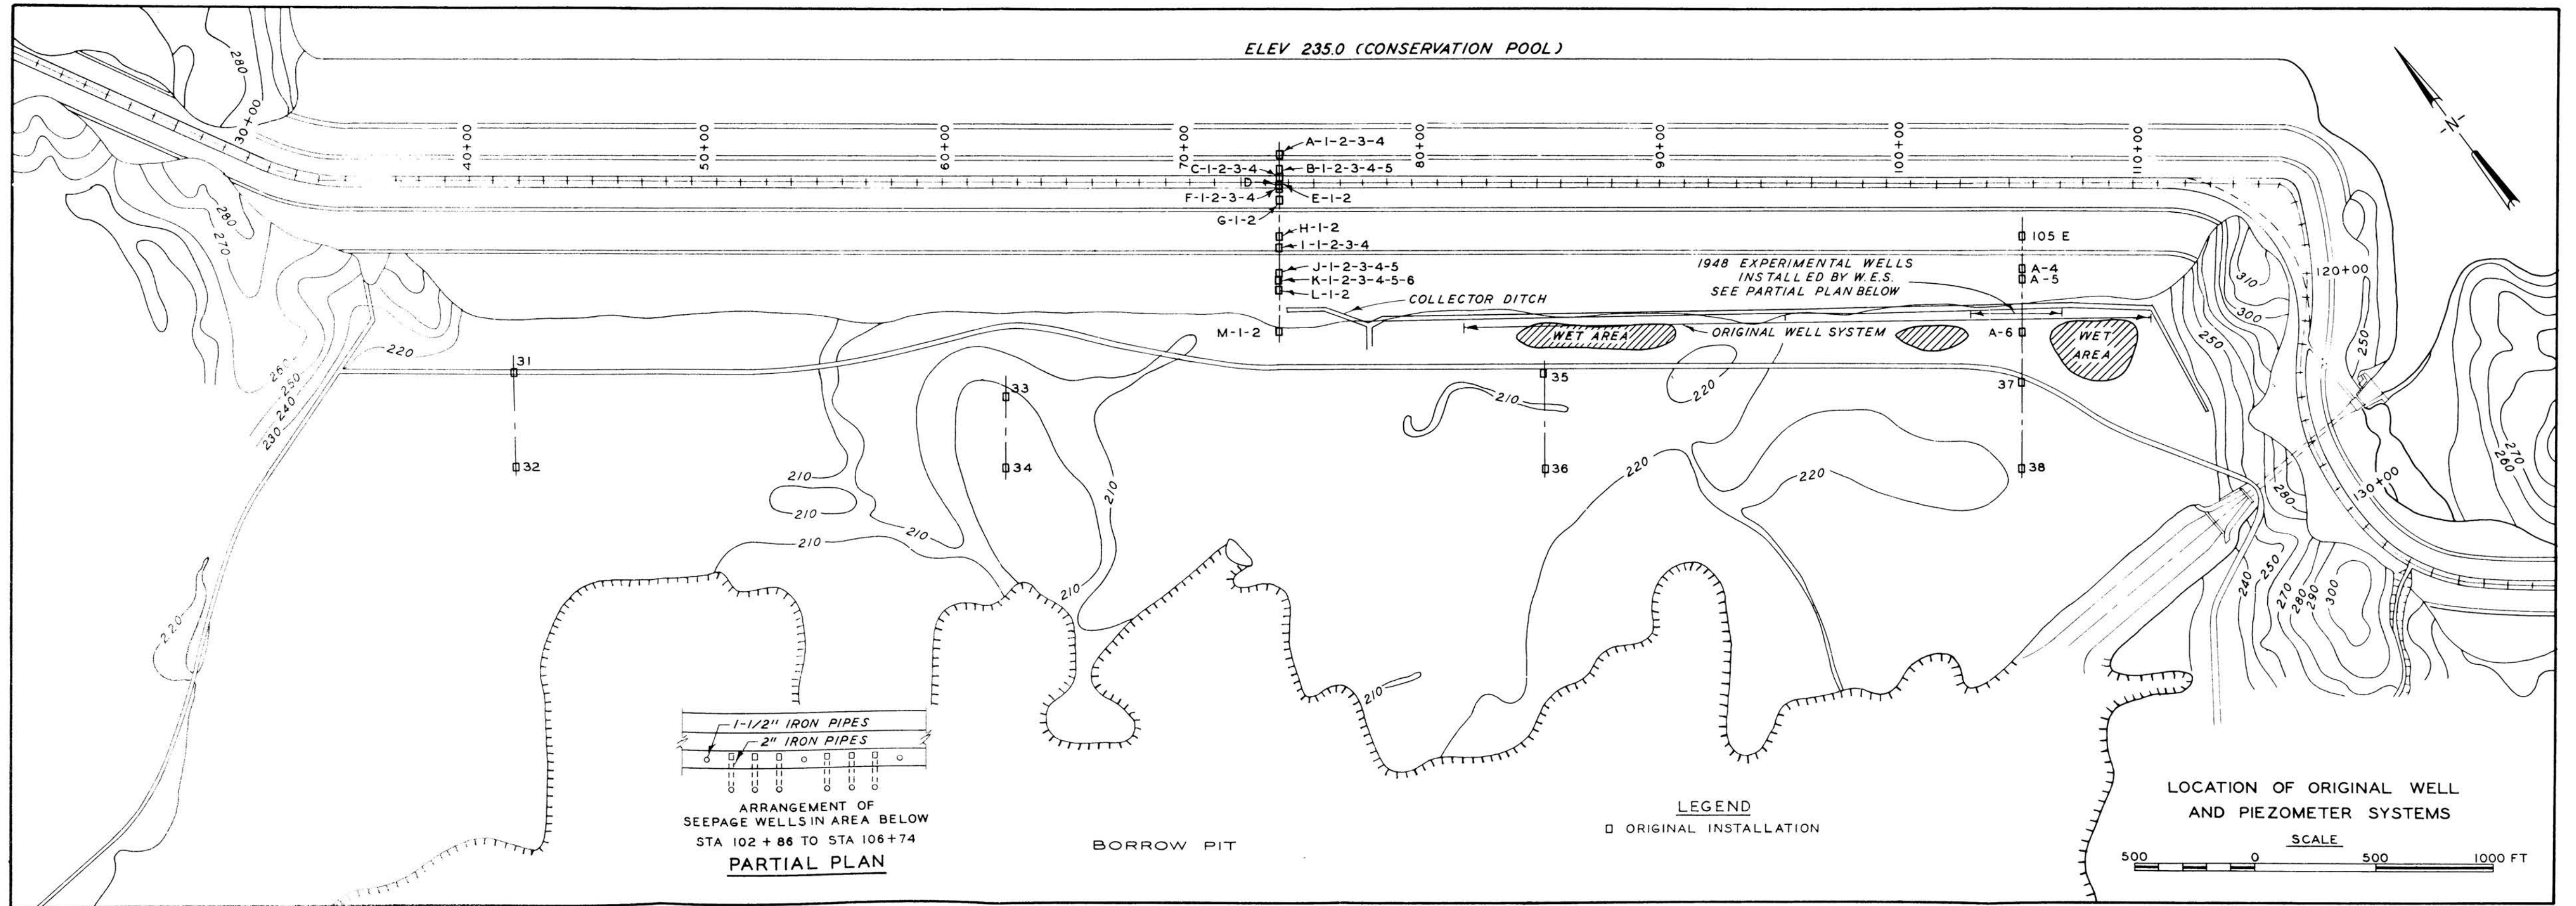 ELEV 235.0 (CONSERVATION POOL)
280
30+00
40+00
50+00
60+00
70+00
80+00
90+00
100+00
110+00
120+00
130+00
N
A-1-2-3-4
C-1-2-3-4
B-1-2-3-4-5
D
F-1-2-3-4
E-1-2
G-1-2
H-1-2
I-1-2-3-4
J-1-2-3-4-5
K-1-2-3-4-5-6
L-1-2
M-1-2
COLLECTOR DITCH
1948 EXPERIMENTAL WELLS
INSTALLED BY W.E.S.
SEE PARTIAL PLAN BELOW
ORIGINAL WELL SYSTEM
WET AREA
WET
AREA
105 E
A-4
A-5
A-6
280
270
260
250
240
230
220
31
32
33
34
35
36
37
38
210
210
210
210
210
210
210
210
220
220
220
220
310
300
250
250
280
270
260
240
250
270
280
290
300
1-1/2" IRON PIPES
2" IRON PIPES
ARRANGEMENT OF
SEEPAGE WELLS IN AREA BELOW
STA 102 + 86 TO STA 106+74
PARTIAL PLAN
BORROW PIT
LEGEND
ORIGINAL INSTALLATION
LOCATION OF ORIGINAL WELL
AND PIEZOMETER SYSTEMS
SCALE
500 0 500 1000 FT